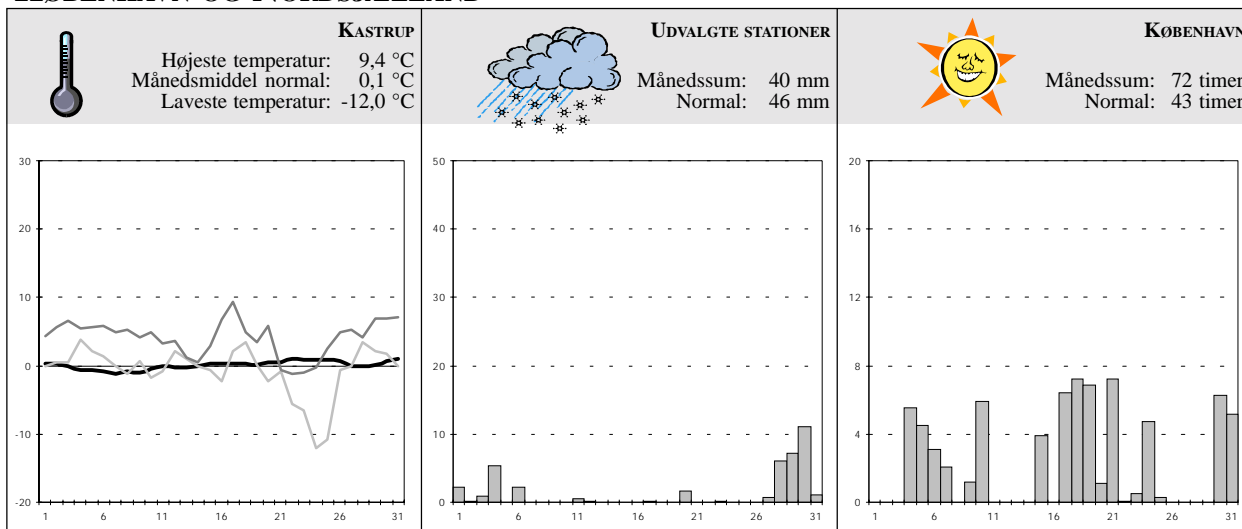 KASTRUP
Højeste temperatur: 9,4 °C
Månedsmiddel normal: 0,1 °C
Laveste temperatur: -12,0 °C
30
20
10
0
-10
-20
1 6 11 16 21 26 31
UDVALGTE STATIONER
Månedssum: 40 mm
Normal: 46 mm
50
40
30
20
10
0
1 6 11 16 21 26 31
KØBENHAVN
Månedssum: 72 timer
Normal: 43 timer
20
16
12
8
4
0
1 6 11 16 21 26 31